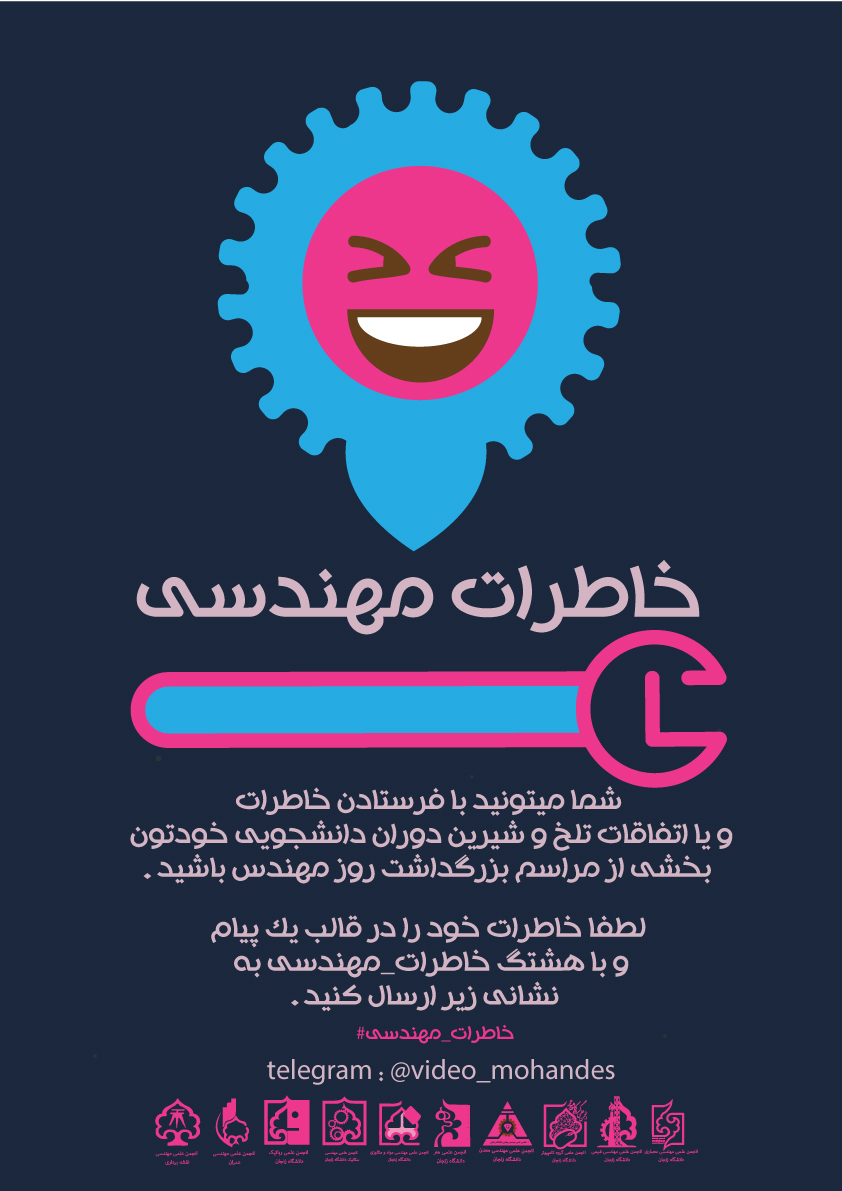 خاطرات مهندسی
شما میتونید با فرستادن خاطرات
و یا اتفاقات تلخ و شیرین دوران دانشجویی خودتون
بخشی از مراسم بزرگداشت روز مهندس باشید .
لطفا خاطرات خود را در قالب یك پیام
و با هشتگ خاطرات_مهندسی به
نشانی زیر ارسال کنید .
#خاطرات_مهندسی
telegram : @video_mohandes